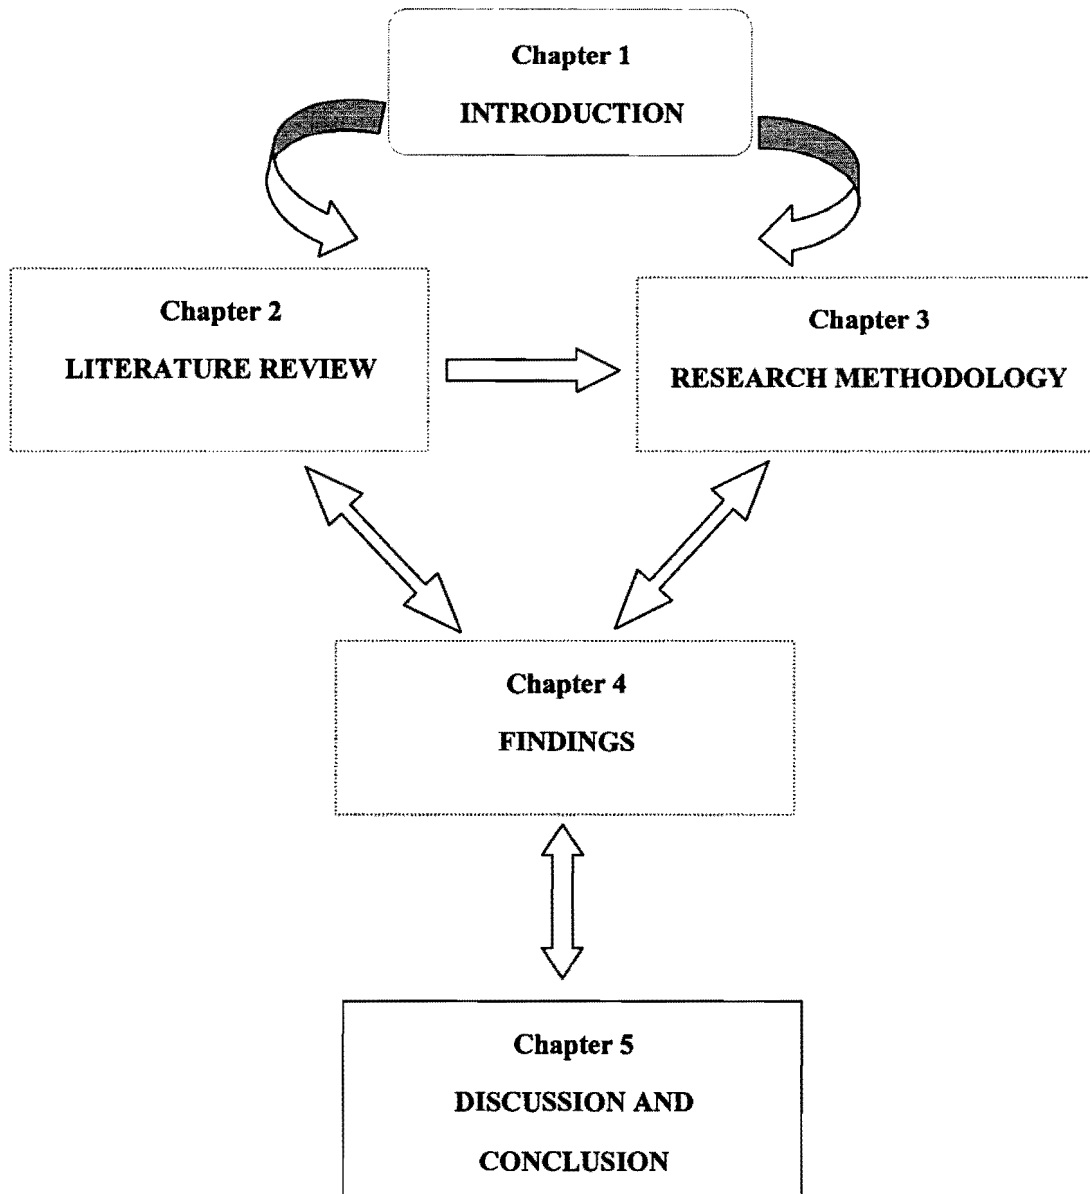 Chapter 1
INTRODUCTION
Chapter 2
LITERATURE REVIEW
Chapter 3
RESEARCH METHODOLOGY
Chapter 4
FINDINGS
Chapter 5
DISCUSSION AND
CONCLUSION